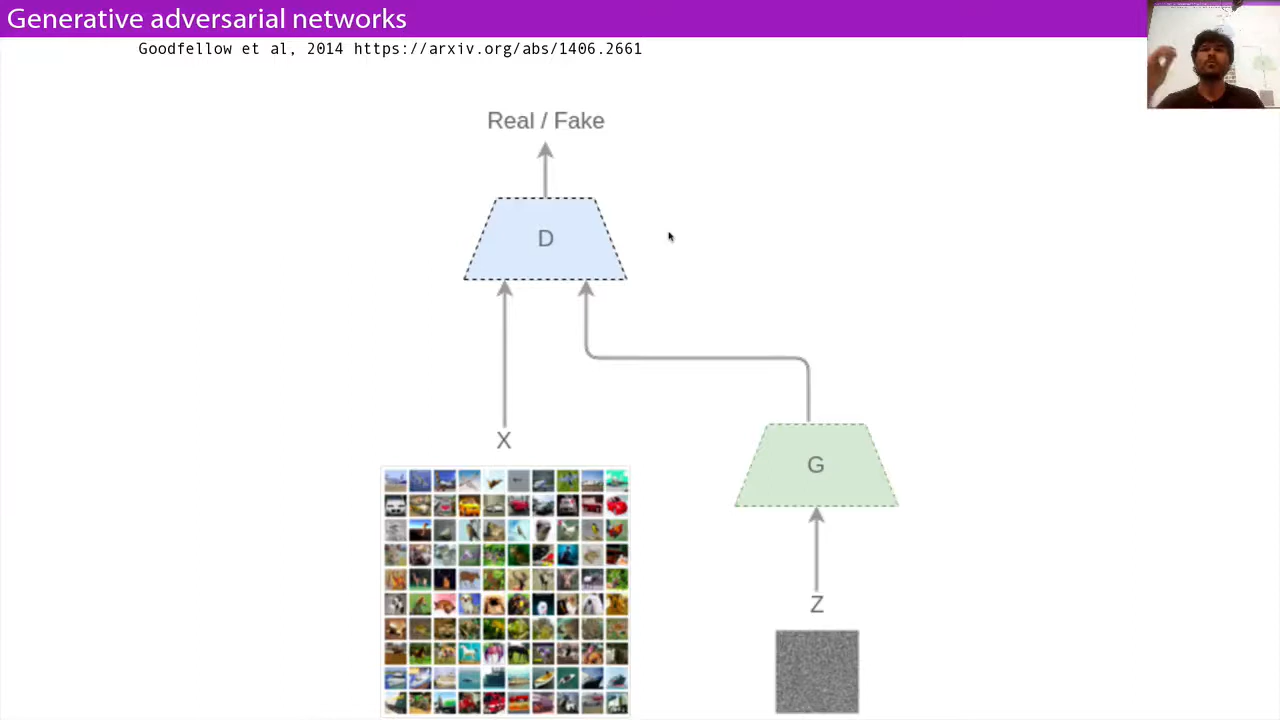 Generative adversarial networks
Goodfellow et al, 2014 https://arxiv.org/abs/1406.2661
Real / Fake
D
X
G
Z